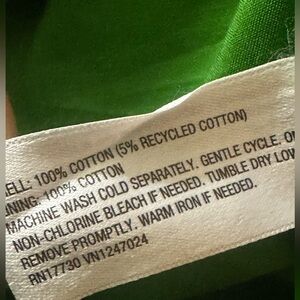 ELL: 100% COTTON (5% RECYCLED COTTON)
NING: 100% COTTON
MACHINE WASH COLD SEPARATELY. GENTLE CYCLE. O
NON-CHLORINE BLEACH IF NEEDED. TUMBLE DRY LOW
REMOVE PROMPTLY. WARM IRON IF NEEDED.
RN17730 VN1247024